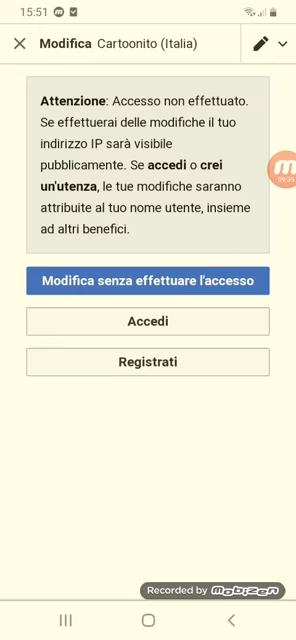 15:51
Modifica Cartoonito (Italia)
Attenzione: Accesso non effettuato.
Se effettuerai delle modifiche il tuo
indirizzo IP sarà visibile
pubblicamente. Se accedi o crei
un'utenza, le tue modifiche saranno
attribuite al tuo nome utente, insieme
ad altri benefici.
09:35
Modifica senza effettuare l'accesso
Accedi
Registrati
Recorded by mobizen